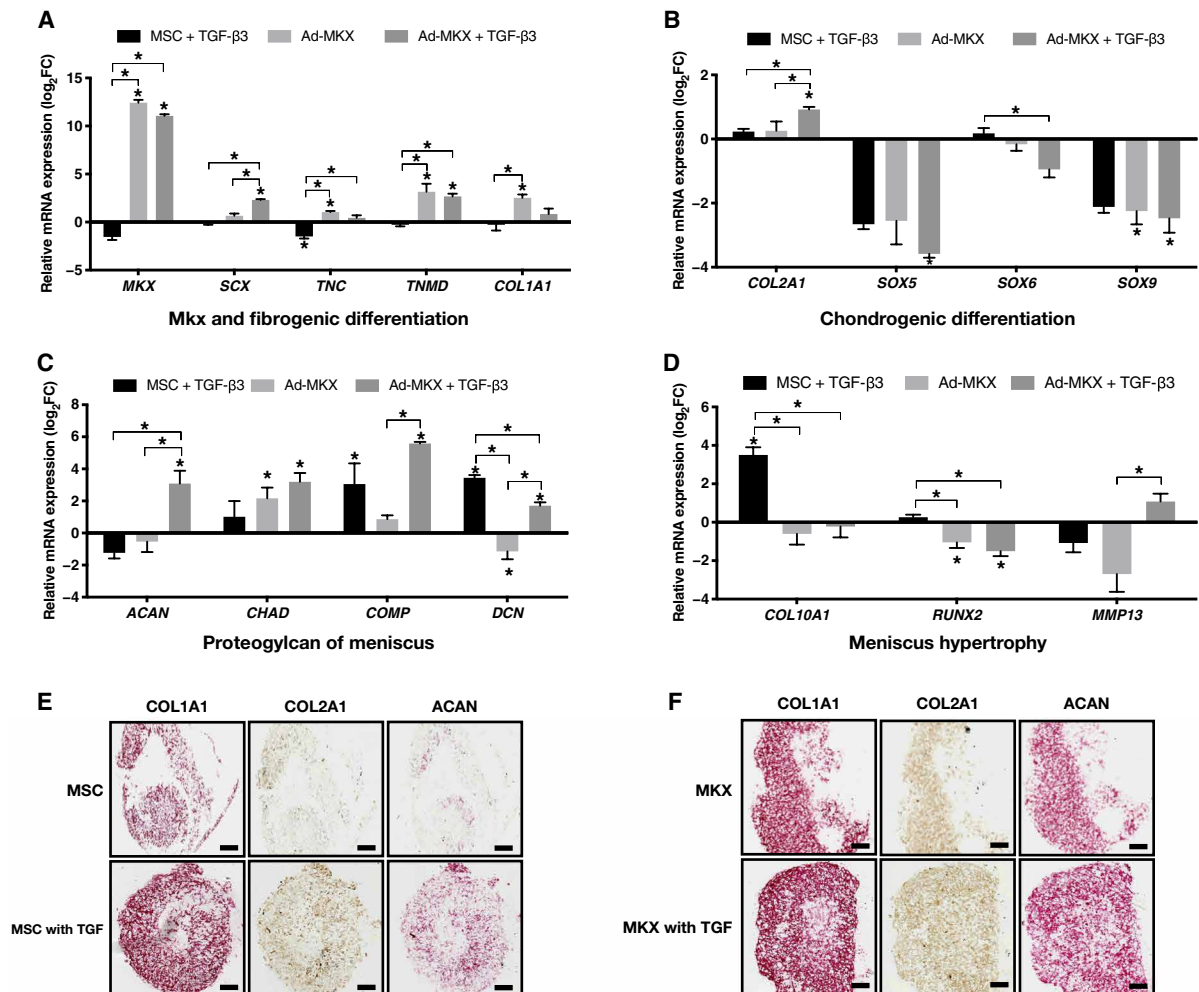 A
MSC + TGF-β3 Ad-MKX Ad-MKX + TGF-β3
Relative mRNA expression (log2FC)
15
10
5
0
−5
* * * *
* * *
* * * *
* * * *
* *
MKX SCX TNC TNMD COL1A1
Mkx and fibrogenic differentiation
B
MSC + TGF-β3 Ad-MKX Ad-MKX + TGF-β3
Relative mRNA expression (log2FC)
2
0
−2
−4
* * *
*
*
* *
COL2A1 SOX5 SOX6 SOX9
Chondrogenic differentiation
C
MSC + TGF-β3 Ad-MKX Ad-MKX + TGF-β3
Relative mRNA expression (log2FC)
8
6
4
2
0
−2
−4
* * *
* *
* * *
* * * * * *
ACAN CHAD COMP DCN
Proteogylcan of meniscus
D
MSC + TGF-β3 Ad-MKX Ad-MKX + TGF-β3
Relative mRNA expression (log2FC)
6
4
2
0
−2
−4
* * *
* * * *
*
COL10A1 RUNX2 MMP13
Meniscus hypertrophy
E
COL1A1 COL2A1 ACAN
MSC
MSC with TGF
F
COL1A1 COL2A1 ACAN
MKX
MKX with TGF